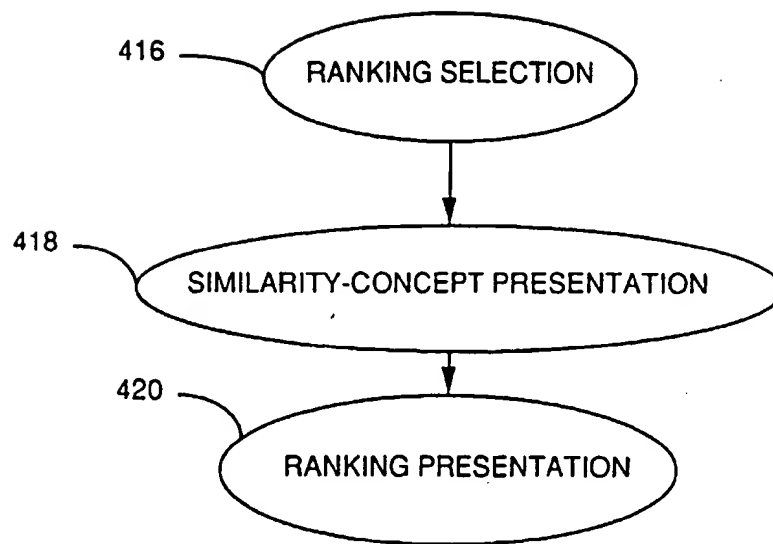 416
RANKING SELECTION
418
SIMILARITY-CONCEPT PRESENTATION
420
RANKING PRESENTATION